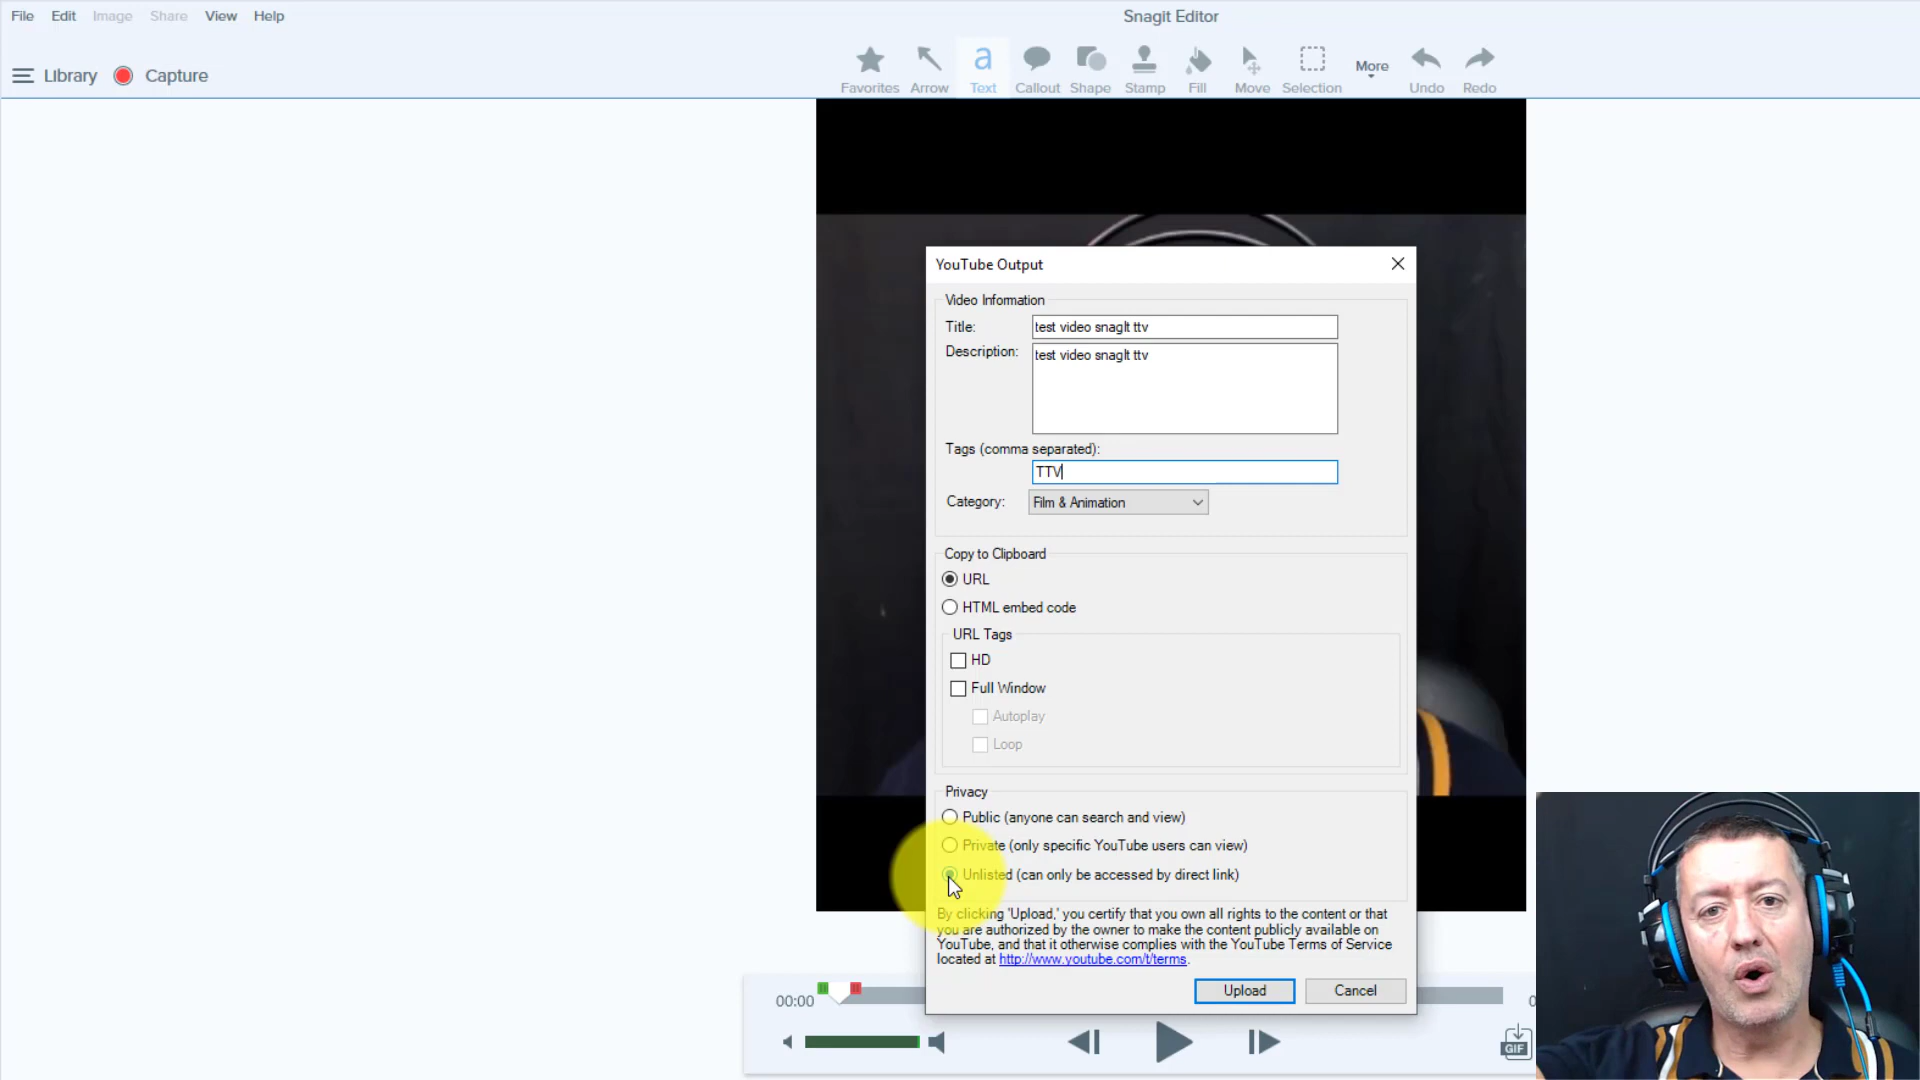 File Edit Image Share View Help
Snagit Editor
Library Capture
Favorites Arrow Text Callout Shape Stamp Fill Move Selection More Undo Redo
a
YouTube Output
Video Information
Title: test video snagIt ttv
Description: test video snagIt ttv
Tags (comma separated):
TTV
Category: Film & Animation
Copy to Clipboard
URL
HTML embed code
URL Tags
HD
Full Window
Autoplay
Loop
Privacy
Public (anyone can search and view)
Private (only specific YouTube users can view)
Unlisted (can only be accessed by direct link)
By clicking 'Upload,' you certify that you own all rights to the content or that
you are authorized by the owner to make the content publicly available on
YouTube, and that it otherwise complies with the YouTube Terms of Service
located at http://www.youtube.com/t/terms.
Upload Cancel
00:00
GIF